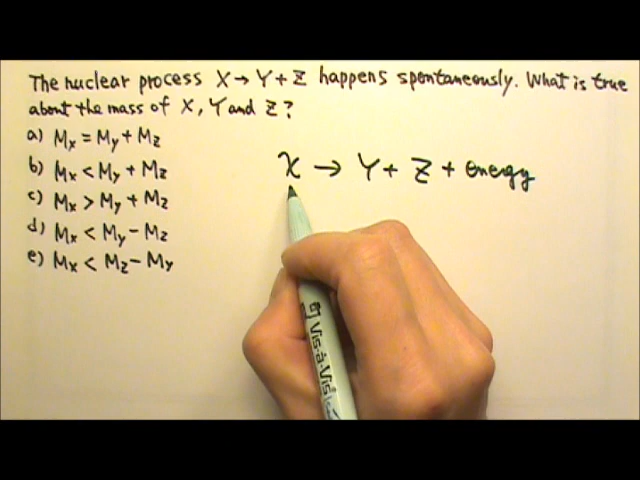 The nuclear process X → Y + Z happens spontaneously. What is true
about the mass of X, Y and Z?
a) Mx = My + Mz
b) Mx < My + Mz
c) Mx > My + Mz
d) Mx < My - Mz
e) Mx < Mz - My
X → Y + Z + energy
Vis-à-Vis